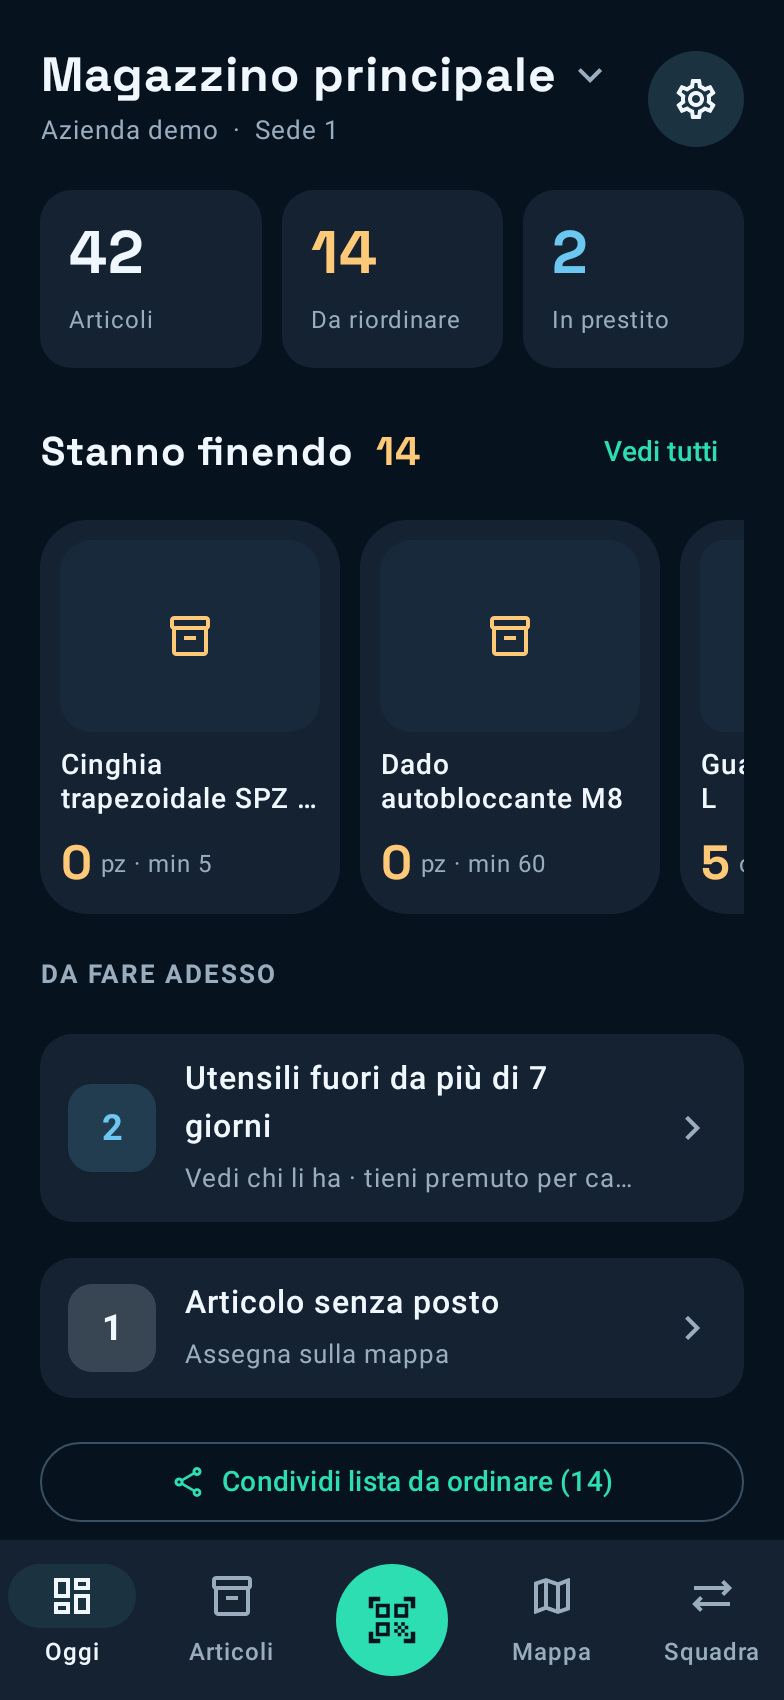 Magazzino principale
Azienda demo · Sede 1
42
Articoli
14
Da riordinare
2
In prestito
Stanno finendo 14
Vedi tutti
Cinghia
trapezoidale SPZ …
0 pz · min 5
Dado
autobloccante M8
0 pz · min 60
L
5
DA FARE ADESSO
2
Utensili fuori da più di 7
giorni
Vedi chi li ha · tieni premuto per ca…
1
Articolo senza posto
Assegna sulla mappa
Condividi lista da ordinare (14)
Oggi
Articoli
Mappa
Squadra